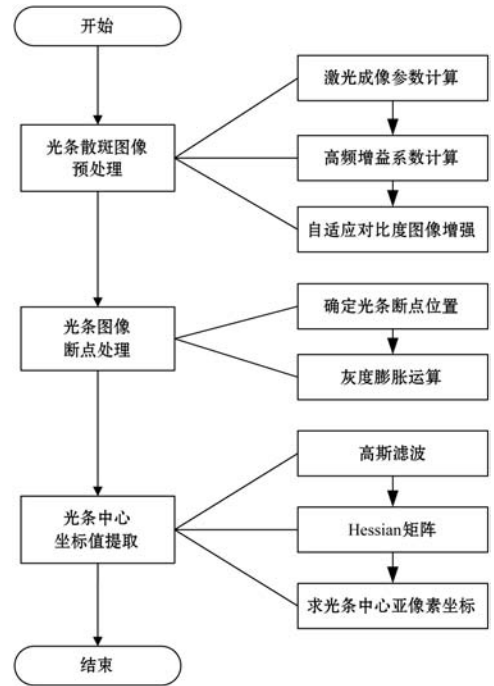 开始
光条散斑图像
预处理
激光成像参数计算
高频增益系数计算
自适应对比度图像增强
光条图像
断点处理
确定光条断点位置
灰度膨胀运算
光条中心
坐标值提取
高斯滤波
Hessian矩阵
求光条中心亚像素坐标
结束